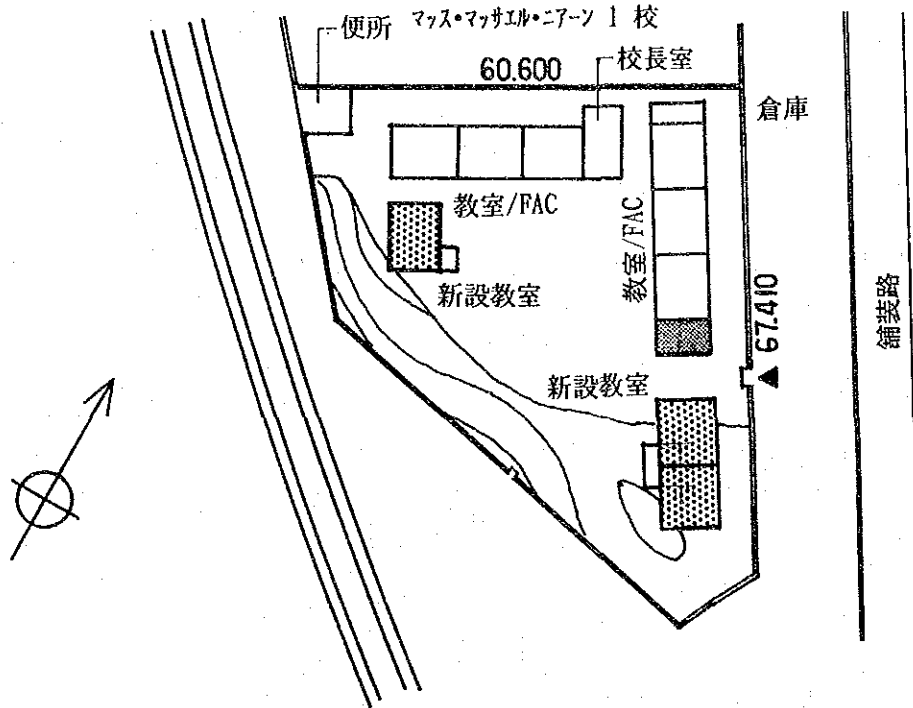 便所
マッス・マッサエル・ニアーン 1 校
60.600
校長室
倉庫
教室/FAC
教室/FAC
新設教室
67.410
舗装路
新設教室